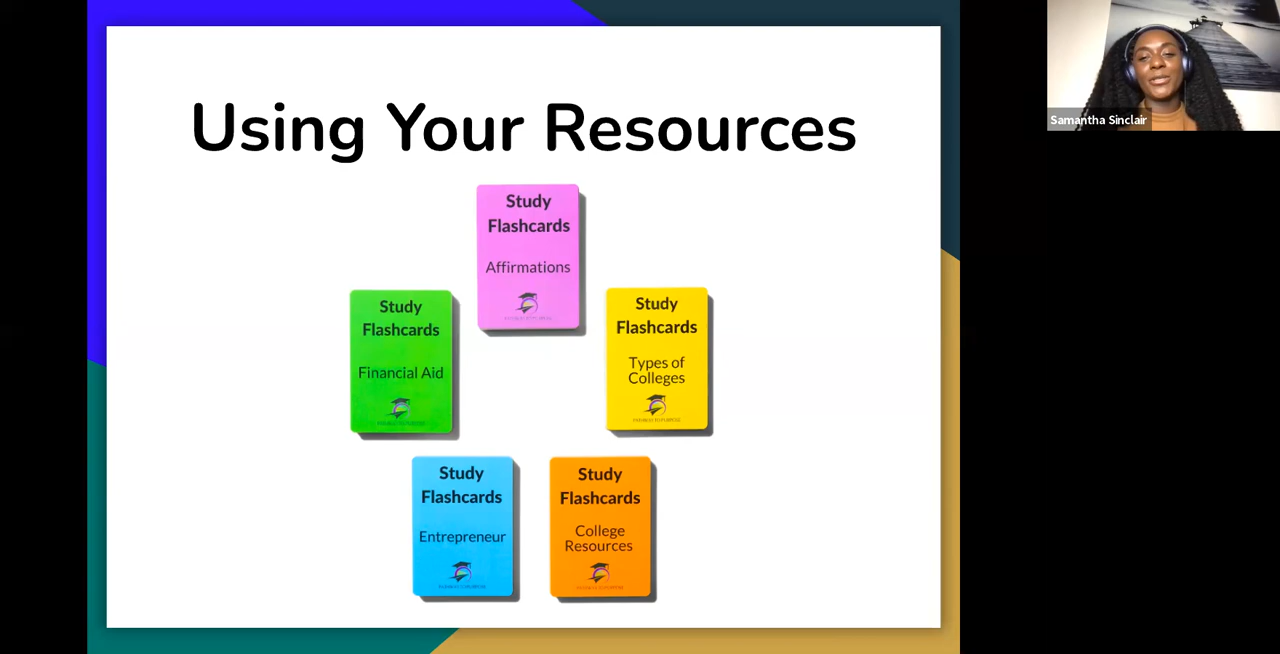 Using Your Resources
Samantha Sinclair
Study
Flashcards
Affirmations
Study
Flashcards
Financial Aid
Study
Flashcards
Types of
Colleges
Study
Flashcards
Entrepreneur
Study
Flashcards
College
Resources